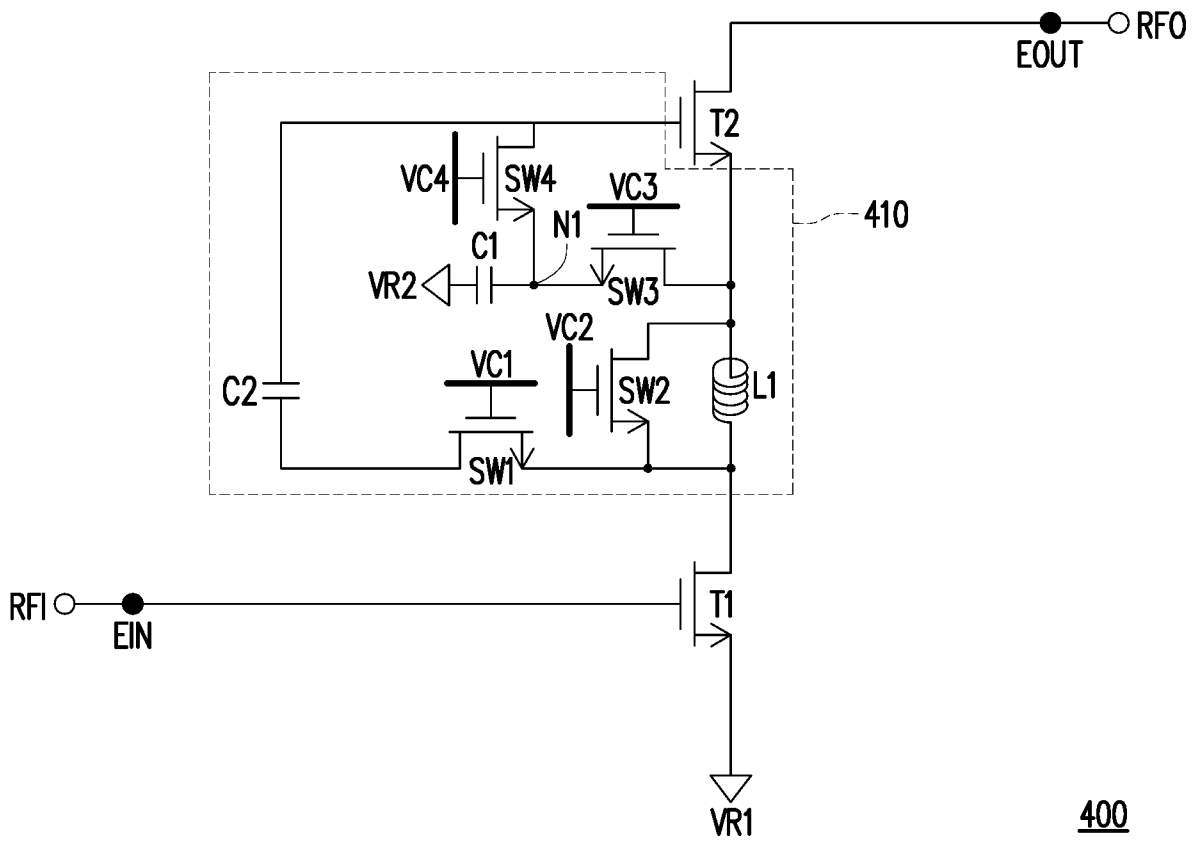 RFO
EOUT
T2
VC4
SW4
VC3
410
N1
C1
VR2
SW3
VC2
VC1
SW2
L1
C2
SW1
RFI
EIN
T1
VR1
400